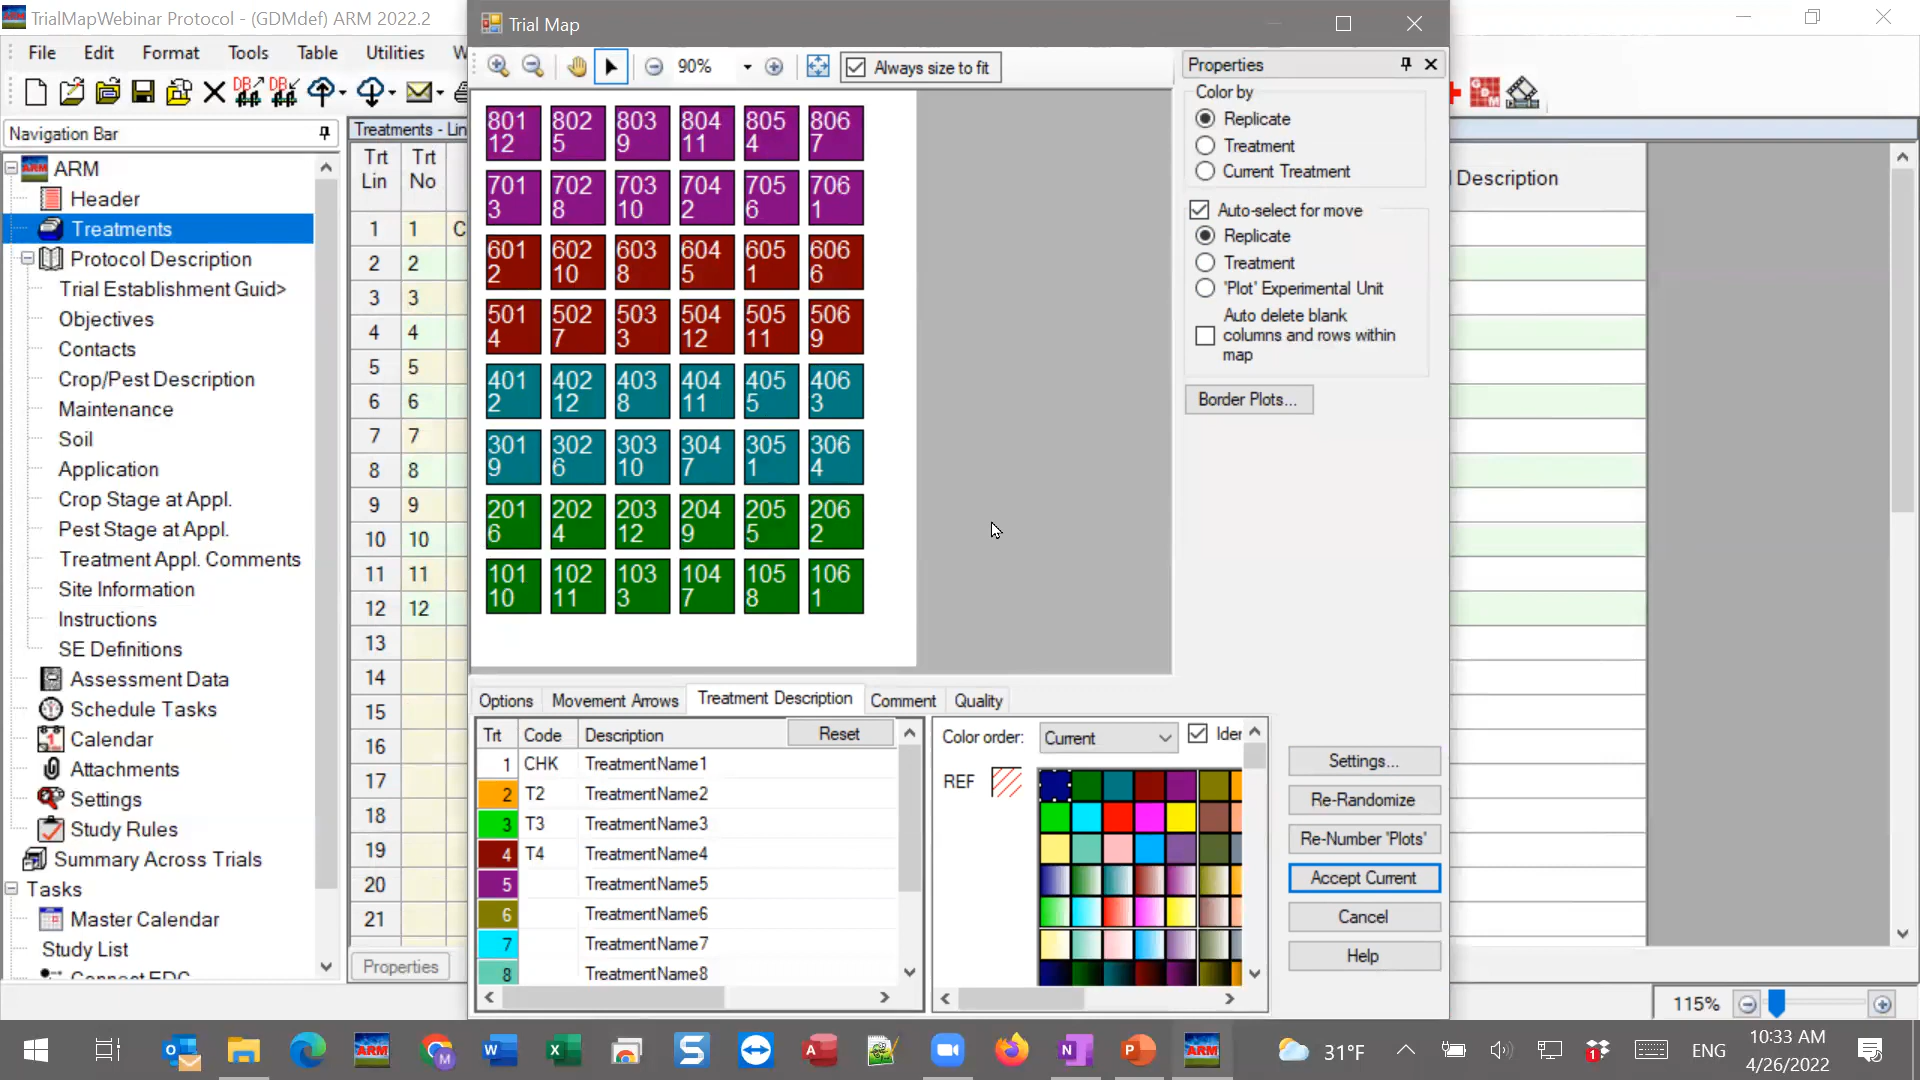 TrialMapWebinar Protocol - (GDMdef) ARM 2022.2
File Edit Format Tools Table Utilities W
Navigation Bar
ARM
Header
Treatments
Protocol Description
Trial Establishment Guid>
Objectives
Contacts
Crop/Pest Description
Maintenance
Soil
Application
Crop Stage at Appl.
Pest Stage at Appl.
Treatment Appl. Comments
Site Information
Instructions
SE Definitions
Assessment Data
Schedule Tasks
Calendar
Attachments
Settings
Study Rules
Summary Across Trials
Tasks
Master Calendar
Study List
Connect EDC
Treatments - Lin
Trt Trt
Lin No
1 1 C
2 2
3 3
4 4
5 5
6 6
7 7
8 8
9 9
10 10
11 11
12 12
13
14
15
16
17
18
19
20
21
Properties
Trial Map
90%
Always size to fit
801 802 803 804 805 806
12 5 9 11 4 7
701 702 703 704 705 706
3 8 10 2 6 1
601 602 603 604 605 606
2 10 8 5 1 6
501 502 503 504 505 506
4 7 3 12 11 9
401 402 403 404 405 406
2 12 8 11 5 3
301 302 303 304 305 306
9 6 10 7 1 4
201 202 203 204 205 206
6 4 12 9 5 2
101 102 103 104 105 106
10 11 3 7 8 1
Properties
Color by
Replicate
Treatment
Current Treatment
Auto-select for move
Replicate
Treatment
'Plot' Experimental Unit
Auto delete blank
columns and rows within
map
Border Plots...
Options Movement Arrows Treatment Description Comment Quality
Trt Code Description Reset
1 CHK TreatmentName1
2 T2 TreatmentName2
3 T3 TreatmentName3
4 T4 TreatmentName4
5 TreatmentName5
6 TreatmentName6
7 TreatmentName7
8 TreatmentName8
Color order: Current Ider
REF
Settings...
Re-Randomize
Re-Number 'Plots'
Accept Current
Cancel
Help
Description
115%
31°F
ENG
10:33 AM
4/26/2022